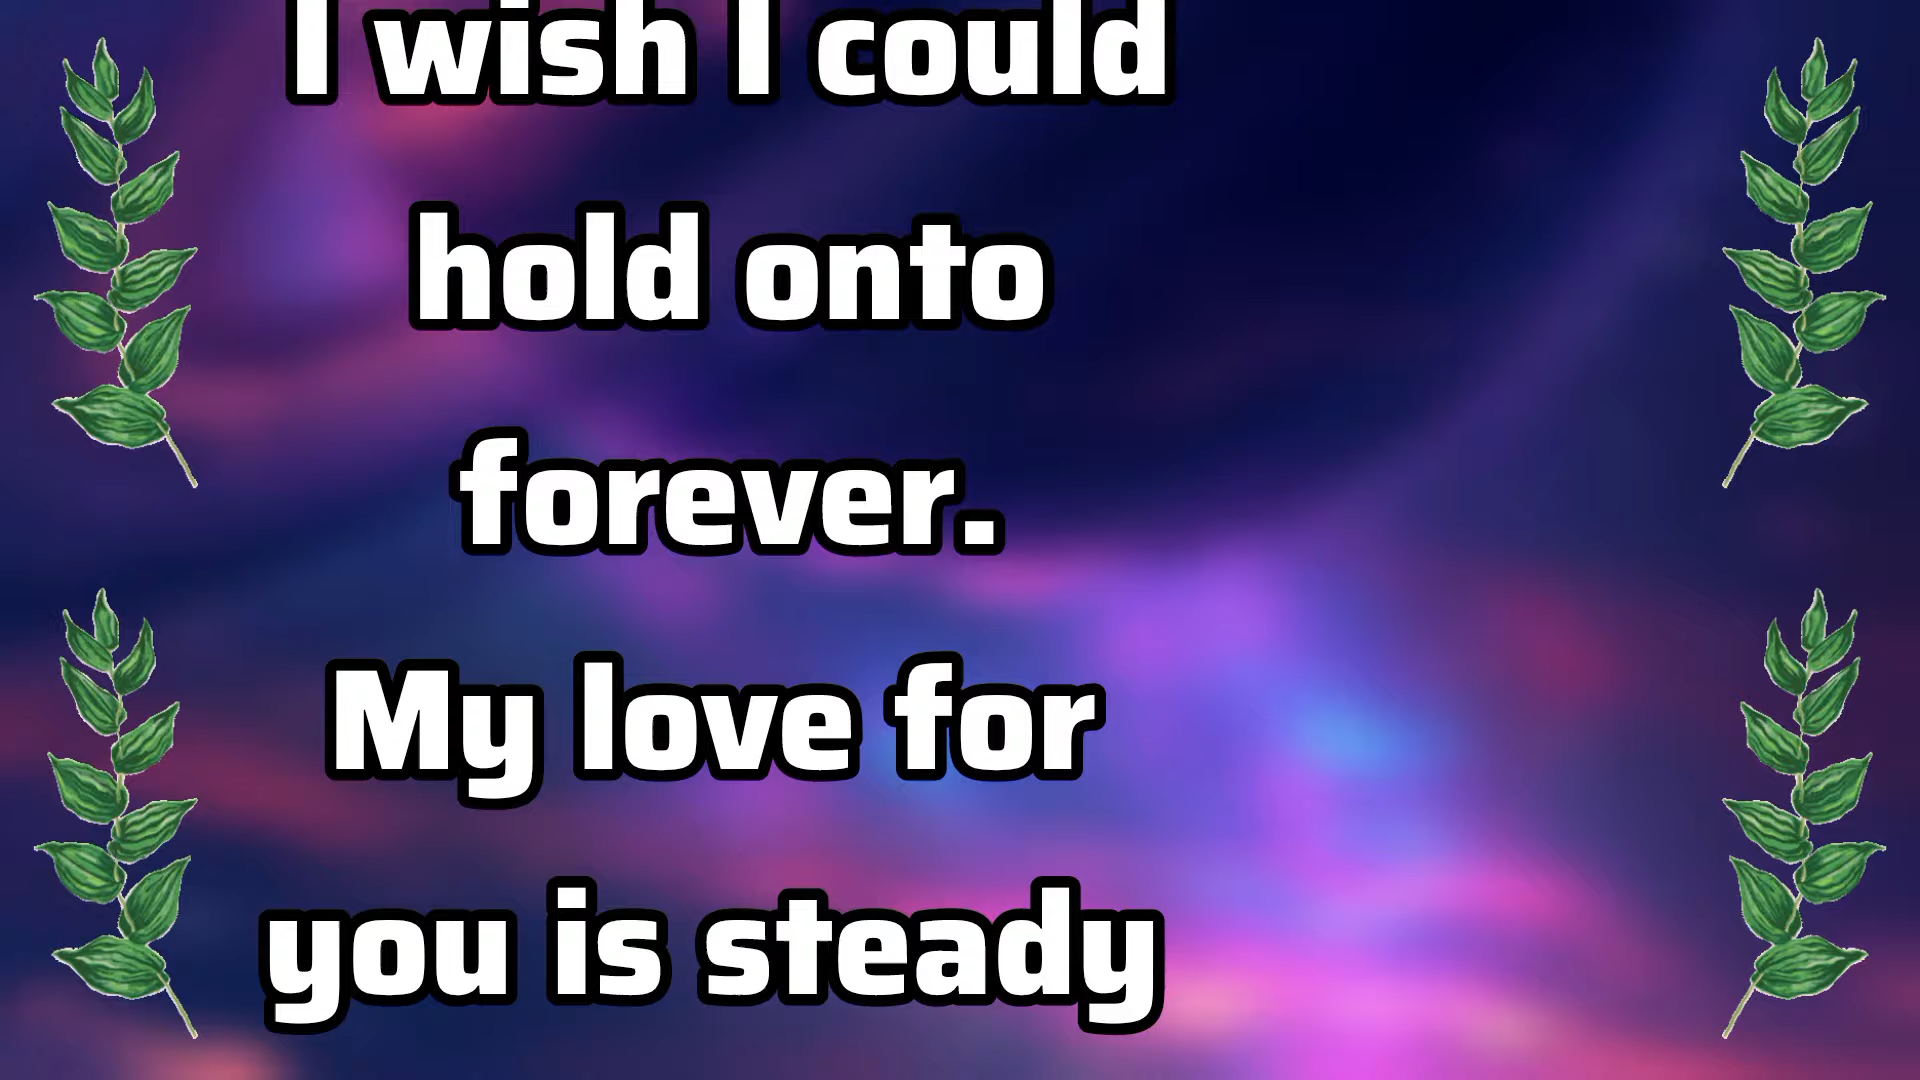 I wish I could
hold onto
forever.
My love for
you is steady